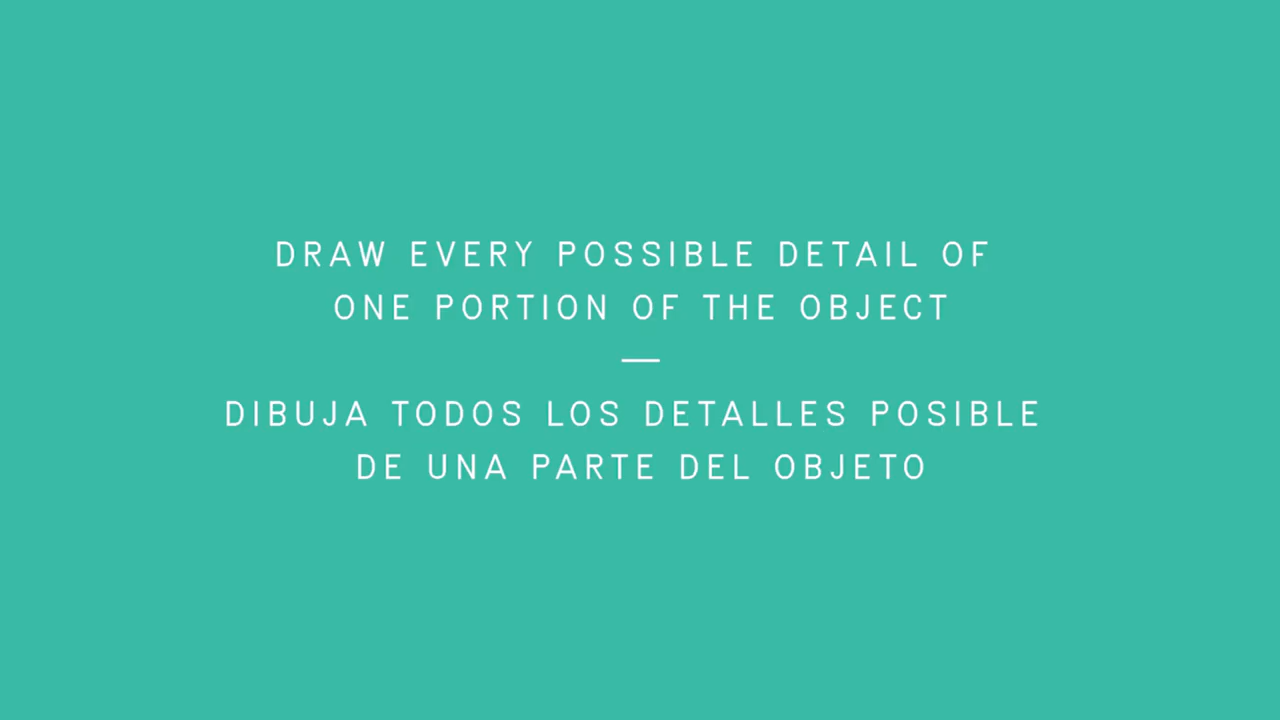 DRAW EVERY POSSIBLE DETAIL OF
ONE PORTION OF THE OBJECT
—
DIBUJA TODOS LOS DETALLES POSIBLE
DE UNA PARTE DEL OBJETO